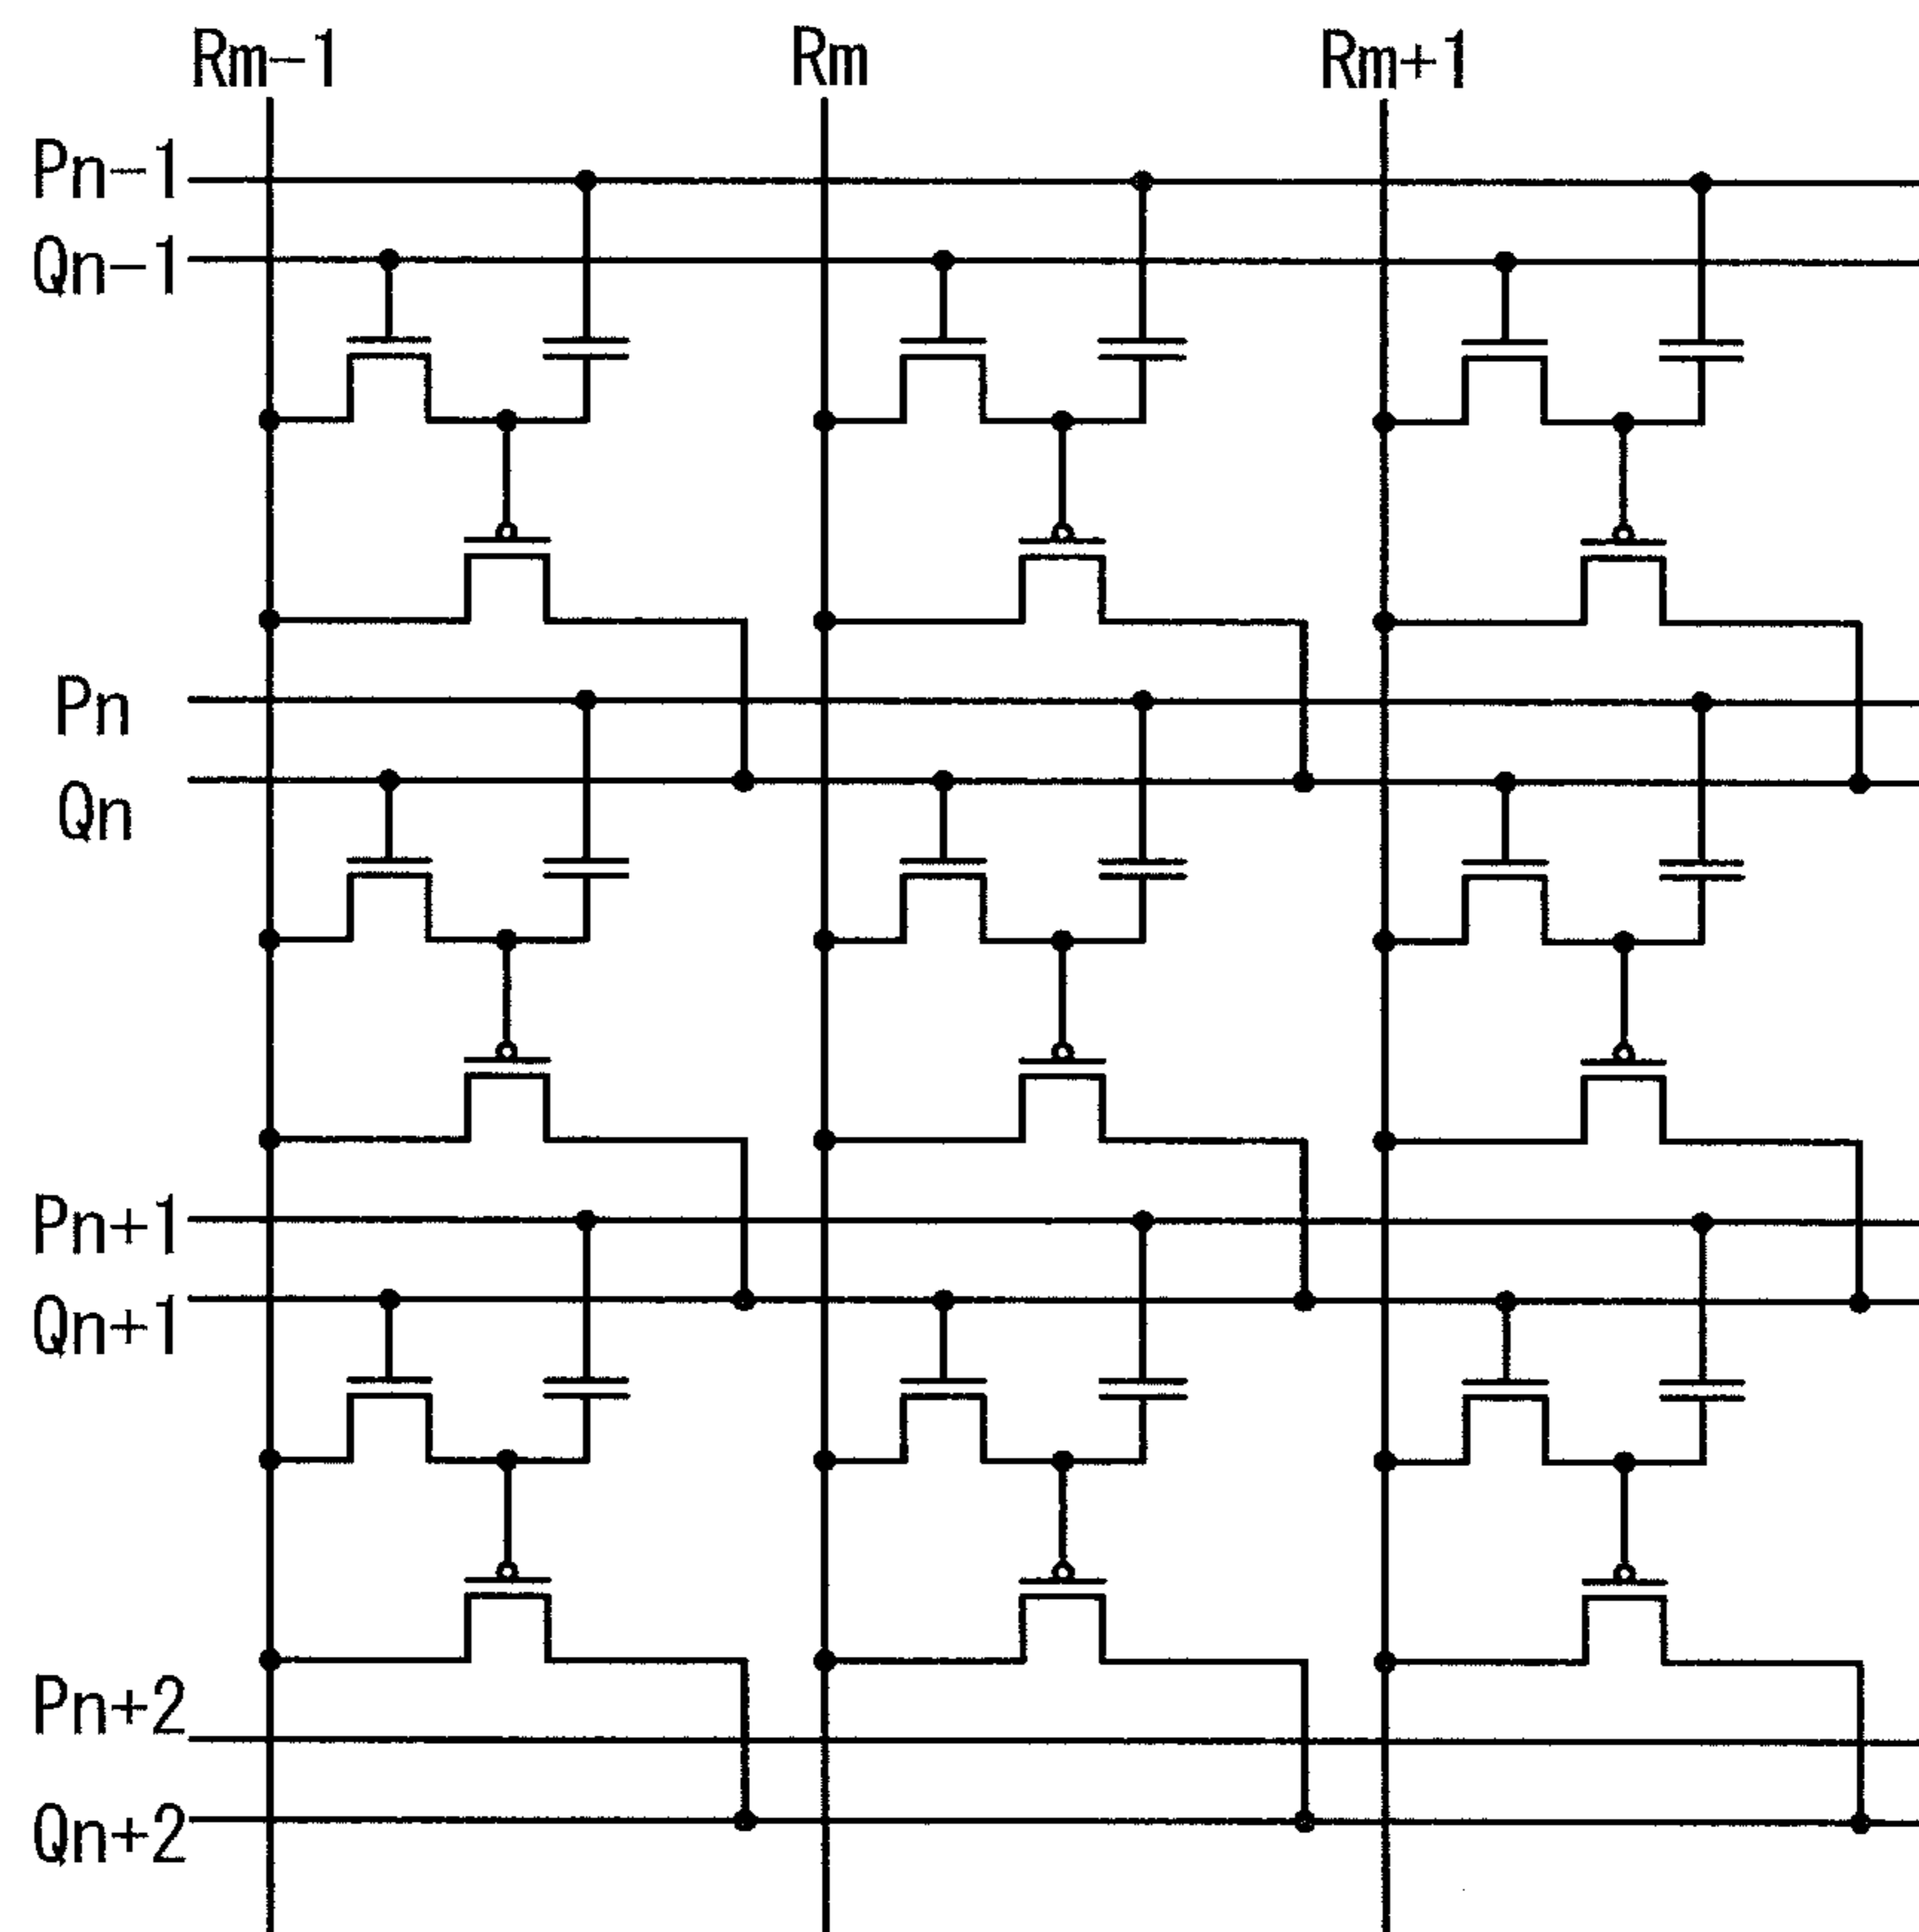 Rm-1 Rm Rm+1
Pn-1
Qn-1
Pn
Qn
Pn+1
Qn+1
Pn+2
Qn+2